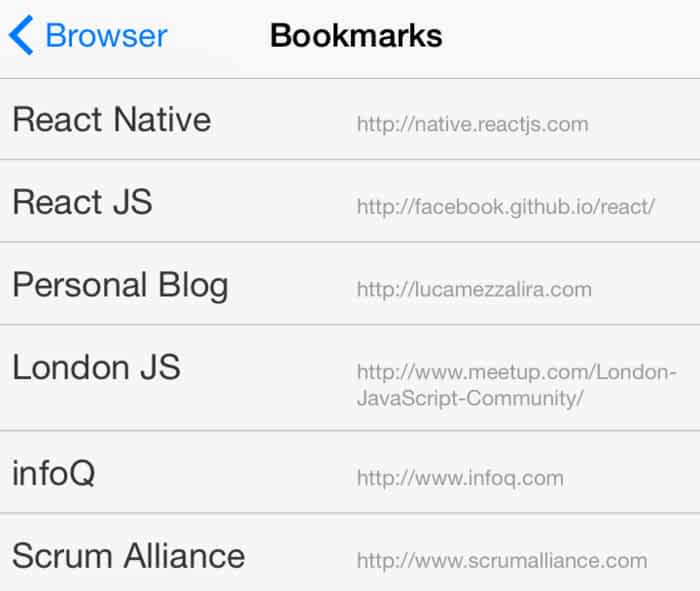 Browser Bookmarks
React Native http://native.reactjs.com
React JS http://facebook.github.io/react/
Personal Blog http://lucamezzalira.com
London JS http://www.meetup.com/London-
JavaScript-Community/
infoQ http://www.infoq.com
Scrum Alliance http://www.scrumalliance.com